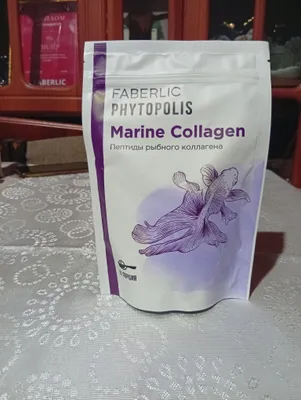 FABERLIC
FABERLIC
PHYTOPOLIS
Marine Collagen
Пептиды рыбного коллагена